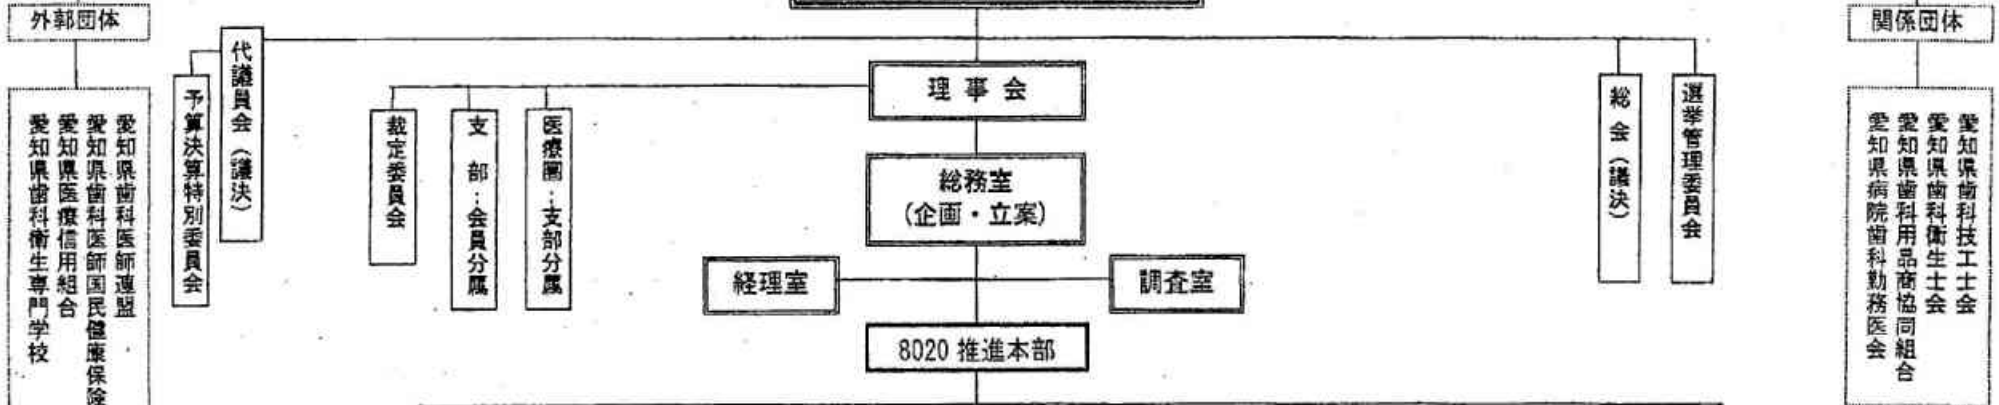 外郭団体
愛知県歯科医師連盟
愛知県歯科医師国民健康保険
愛知県医療信用組合
愛知県歯科衛生専門学校
代議員会（議決）
予算決算特別委員会
理事会
裁定委員会
支部：会員分属
医療圏：支部分属
総務室
(企画・立案)
経理室
調査室
8020 推進本部
総会（議決）
選挙管理委員会
関係団体
愛知県歯科技工士会
愛知県歯科衛生士会
愛知県歯科用品商協同組合
愛知県病院歯科勤務医会